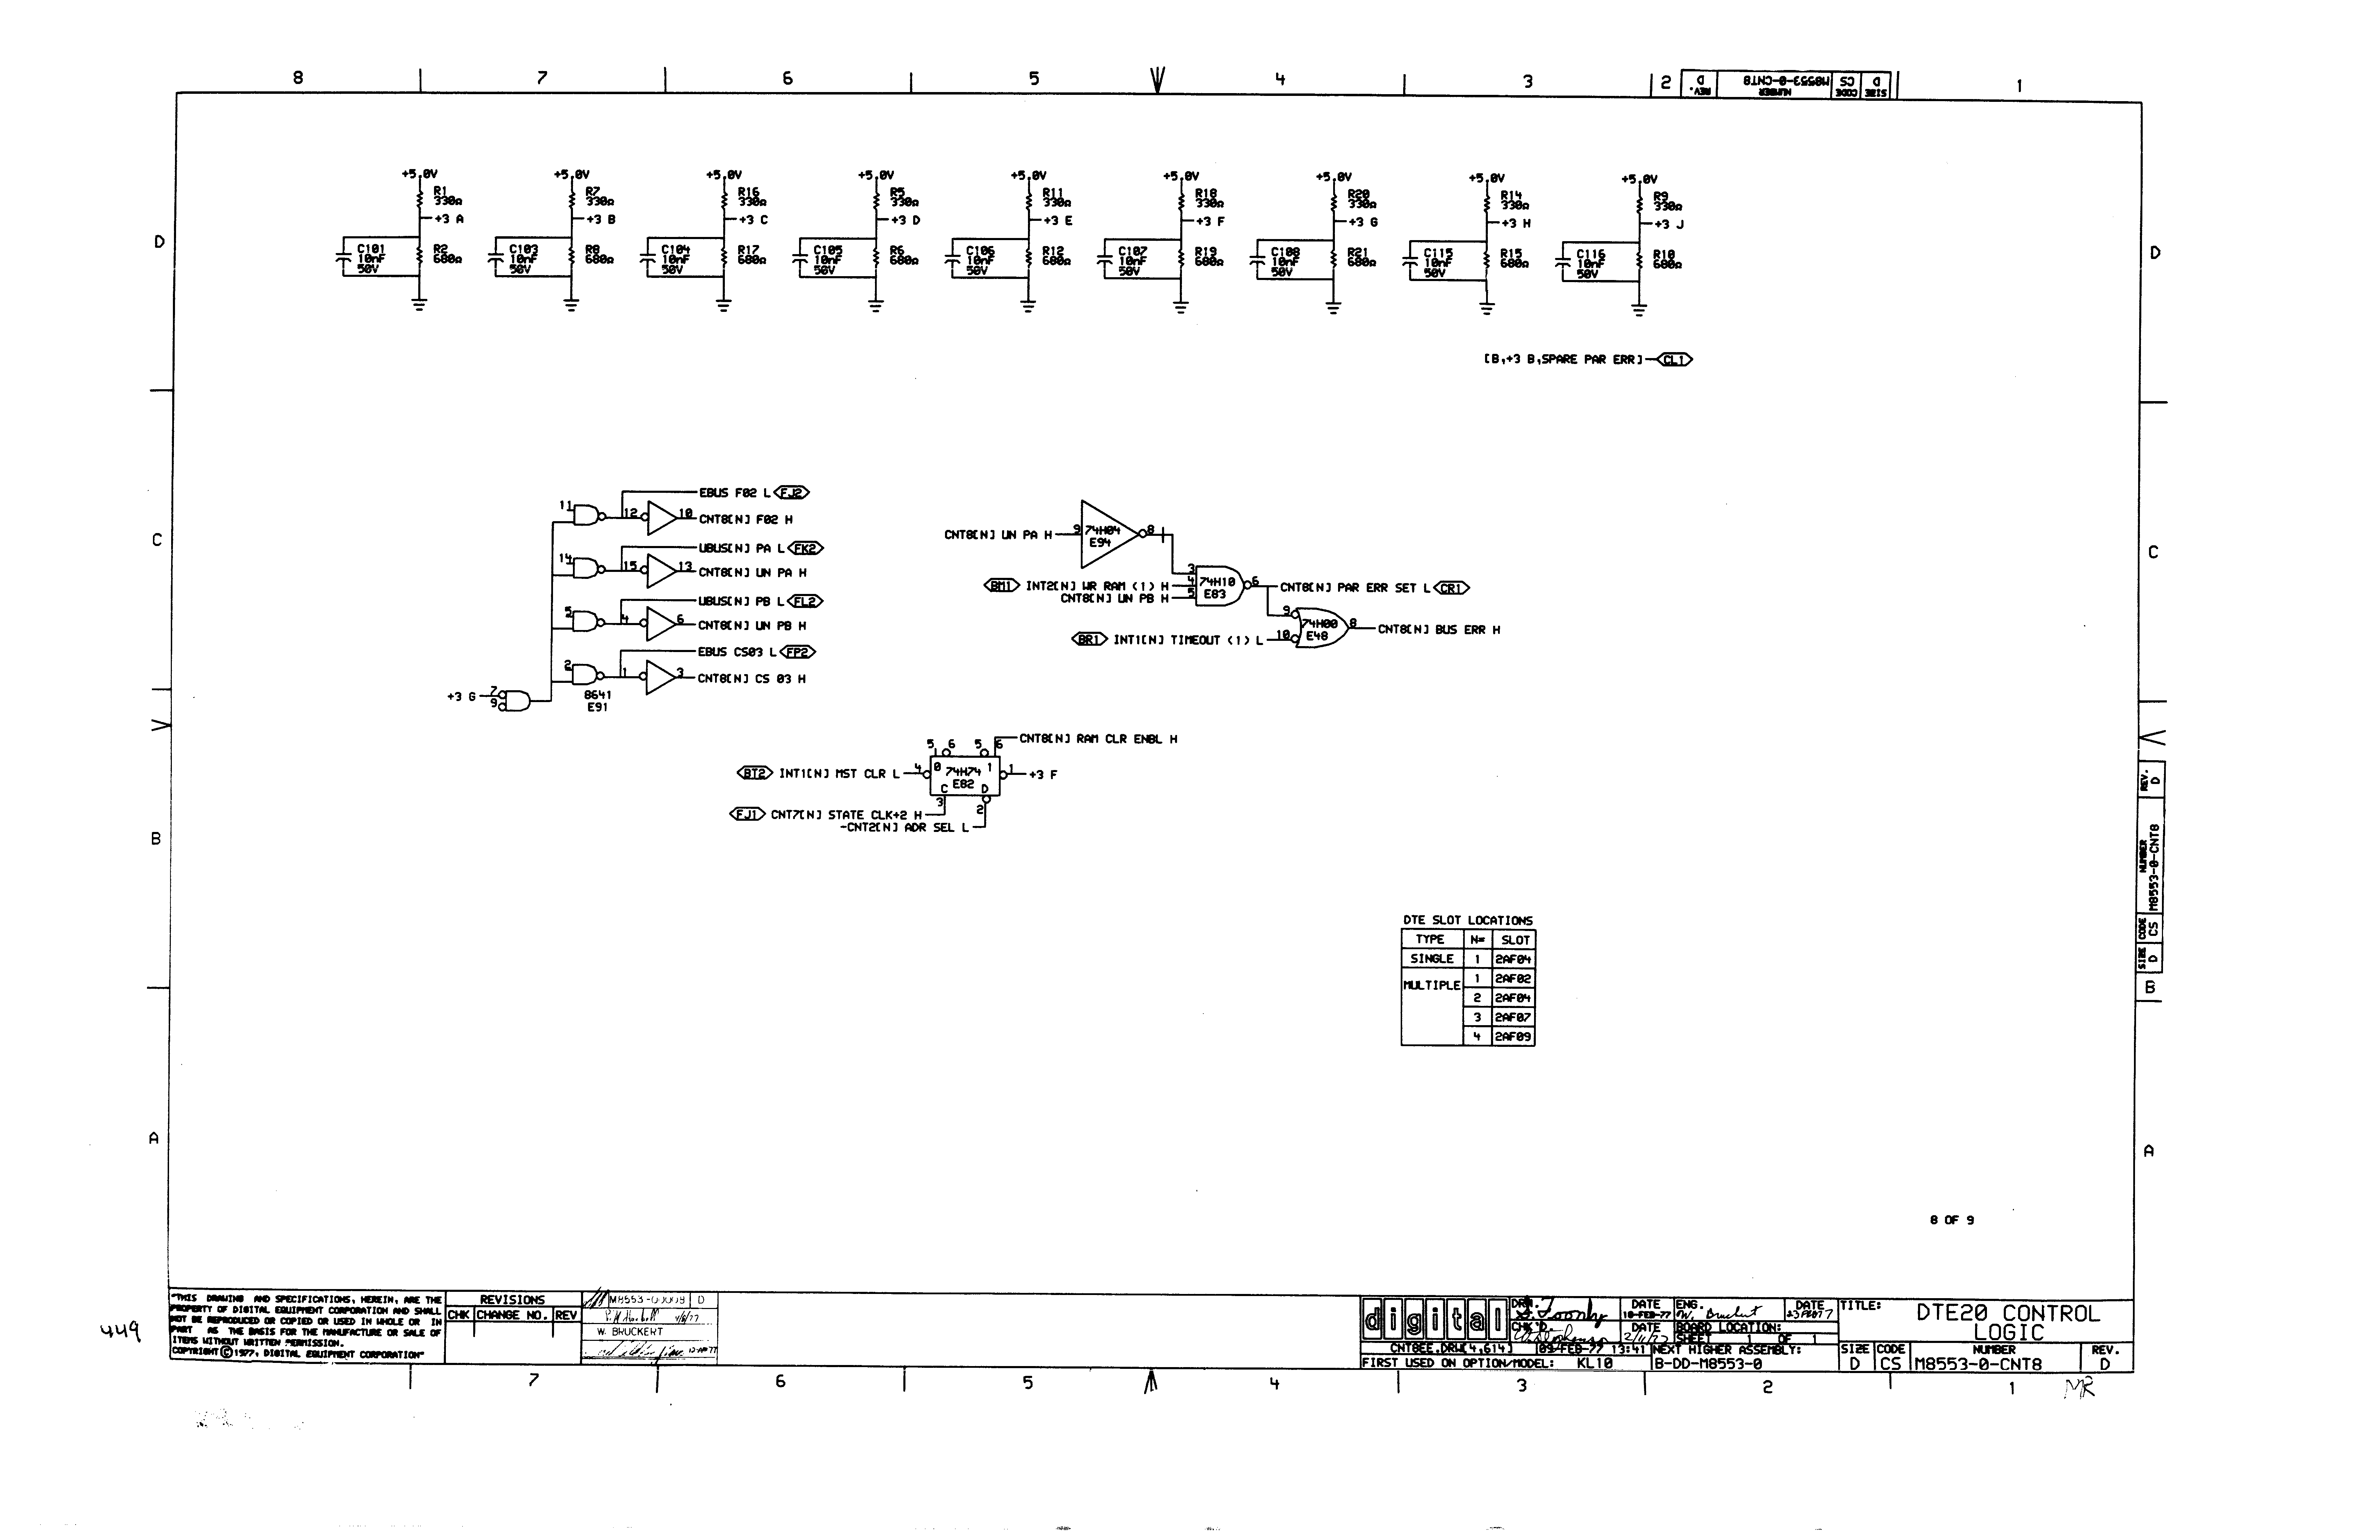 8 7 6 5 4 3 2 1
SIZE D CODE CS NUMBER M8553-0-CNT8 REV. D
+5.0V +5.0V +5.0V +5.0V +5.0V +5.0V +5.0V +5.0V +5.0V
R1 R7 R16 R5 R11 R18 R20 R14 R9
330Ω 330Ω 330Ω 330Ω 330Ω 330Ω 330Ω 330Ω 330Ω
+3 A +3 B +3 C +3 D +3 E +3 F +3 G +3 H +3 J
D D
C101 R2 C103 R8 C104 R17 C105 R6 C106 R12 C107 R19 C108 R21 C115 R15 C116 R10
10nF 680Ω 10nF 680Ω 10nF 680Ω 10nF 680Ω 10nF 680Ω 10nF 680Ω 10nF 680Ω 10nF 680Ω 10nF 680Ω
50V 50V 50V 50V 50V 50V 50V 50V 50V
[B,+3 B,SPARE PAR ERR] CL1
EBUS F02 L FJ2
11 12 10 CNT8[N] F02 H
UBUS[N] PA L FK2
14 15 13 CNT8[N] UN PA H
UBUS[N] PB L FL2
5 4 6 CNT8[N] UN PB H
EBUS CS03 L FP2
2 1 3 CNT8[N] CS 03 H
8641
E91
+3 G 7
9
C C
CNT8[N] UN PA H 9 74H04 8
E94
3
BM1 INT2[N] WR RAM (1) H 4 74H10 6 CNT8[N] PAR ERR SET L CR1
CNT8[N] UN PB H 5 E83
9 74H00 8 CNT8[N] BUS ERR H
BR1 INT1[N] TIMEOUT (1) L 10 E48
5 6 5 6 CNT8[N] RAM CLR ENBL H
BT2 INT1[N] MST CLR L 4 0 74H74 1 1 +3 F
E82
C D
3 2
FJ1 CNT7[N] STATE CLK+2 H
-CNT2[N] ADR SEL L
B B
SIZE D CODE CS NUMBER M8553-0-CNT8 REV. D
DTE SLOT LOCATIONS
TYPE N= SLOT
SINGLE 1 2AF04
MULTIPLE 1 2AF02
2 2AF04
3 2AF07
4 2AF09
A A
8 OF 9
449
"THIS DRAWING AND SPECIFICATIONS, HEREIN, ARE THE
PROPERTY OF DIGITAL EQUIPMENT CORPORATION AND SHALL
NOT BE REPRODUCED OR COPIED OR USED IN WHOLE OR IN
PART AS THE BASIS FOR THE MANUFACTURE OR SALE OF
ITEMS WITHOUT WRITTEN PERMISSION.
COPYRIGHT © 1977, DIGITAL EQUIPMENT CORPORATION"
REVISIONS
CHK CHANGE NO. REV
D
W. BRUCKERT
digital
DRN. DATE 10-FEB-77 ENG. DATE
CHK'D. DATE 2/11/77 BOARD LOCATION:
SHEET 1 OF 1
CNT8EE.DRW[4,614] 09-FEB-77 13:41 NEXT HIGHER ASSEMBLY:
FIRST USED ON OPTION/MODEL: KL10 B-DD-M8553-0
TITLE: DTE20 CONTROL
LOGIC
SIZE CODE NUMBER REV.
D CS M8553-0-CNT8 D
7 6 5 4 3 2 1
MR